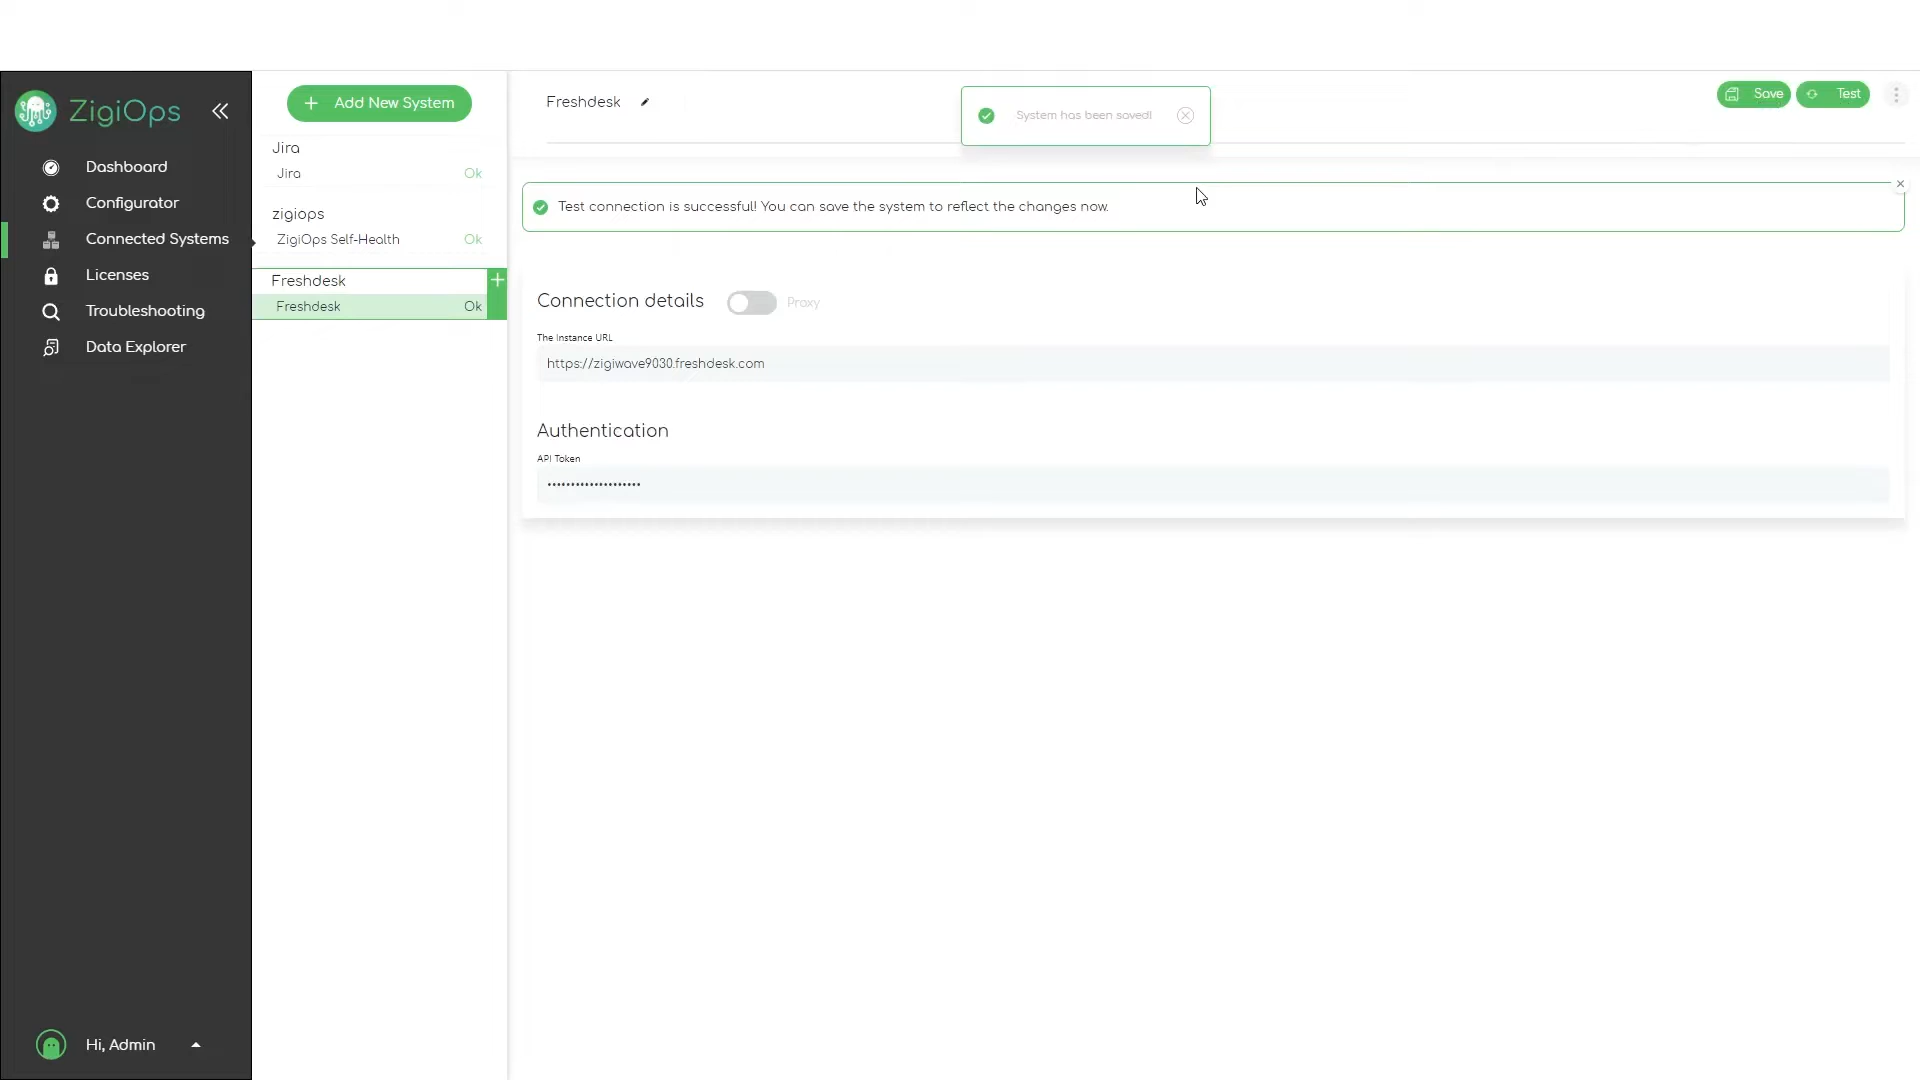 ZigiOps
Dashboard
Configurator
Connected Systems
Licenses
Troubleshooting
Data Explorer
Hi, Admin
Add New System
Jira
Jira Ok
zigiops
ZigiOps Self-Health Ok
Freshdesk
Freshdesk Ok
Freshdesk
System has been saved!
Save
Test
Test connection is successful! You can save the system to reflect the changes now.
Connection details
Proxy
The Instance URL
https://zigiwave9030.freshdesk.com
Authentication
API Token
••••••••••••••••••••